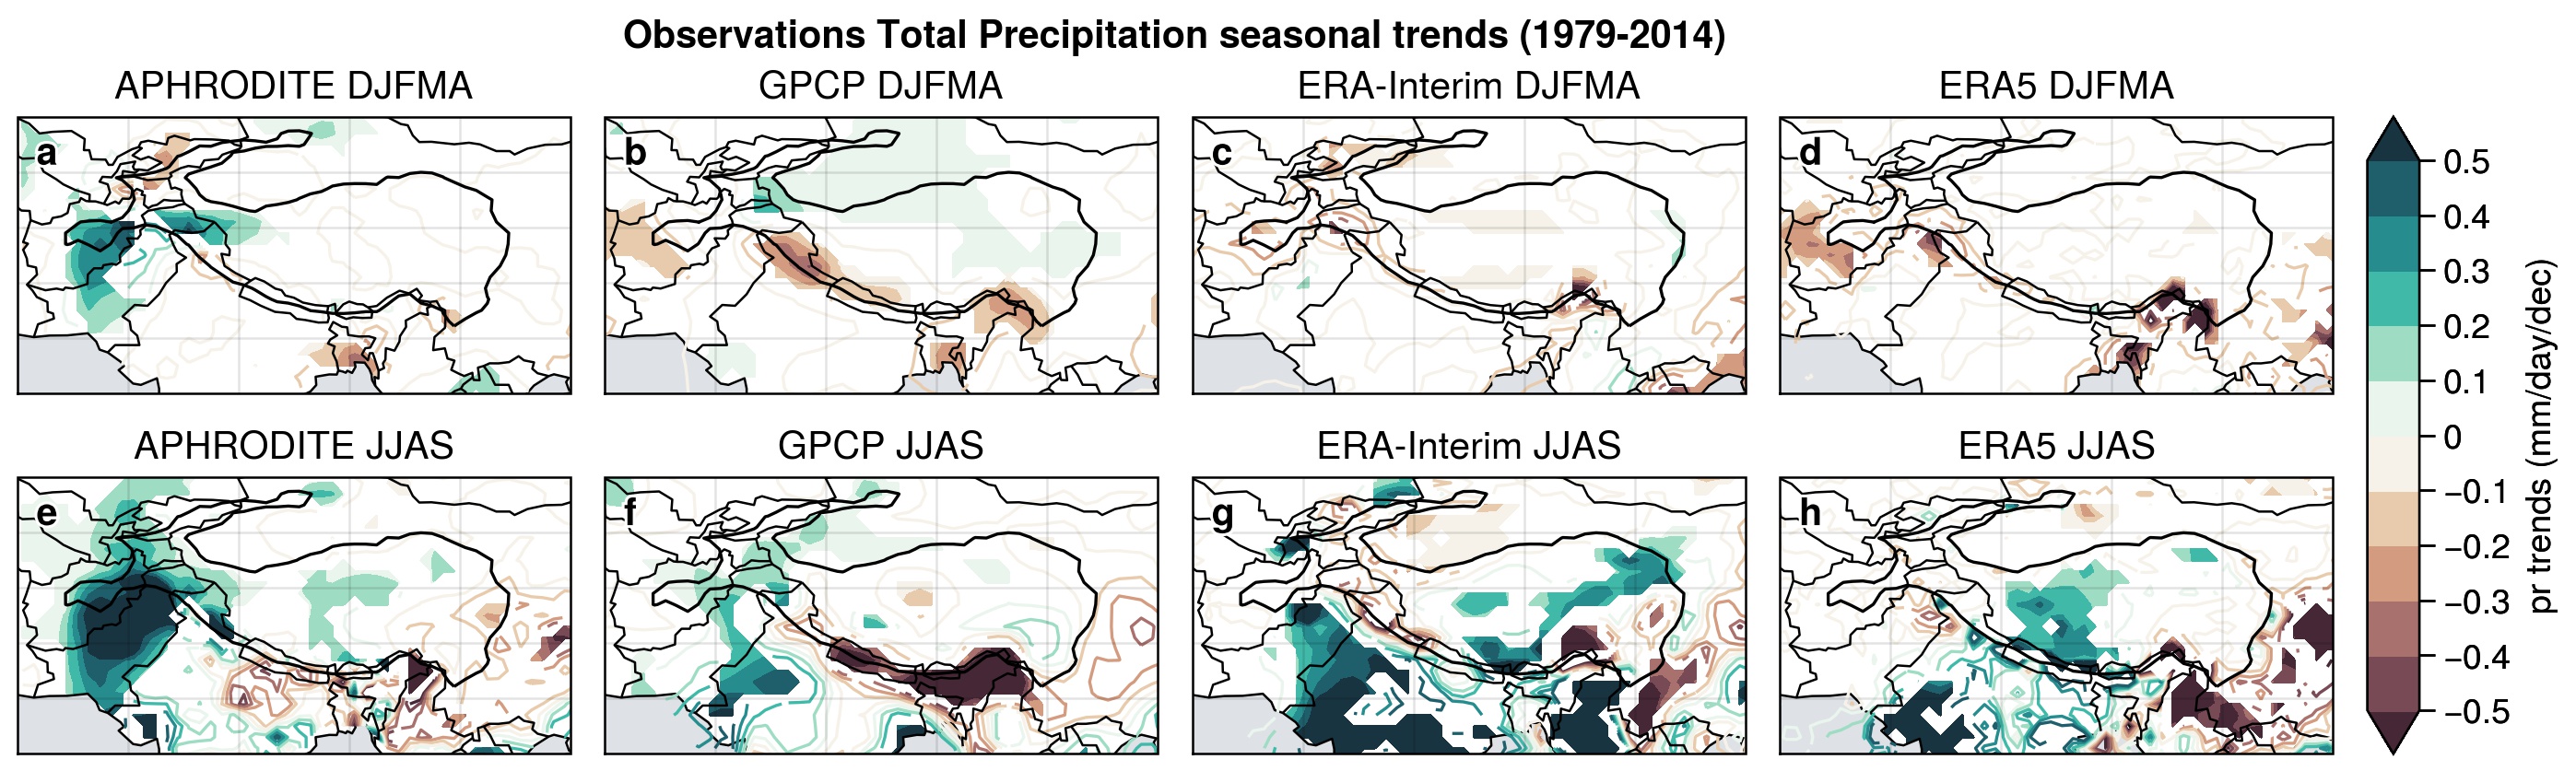 Observations Total Precipitation seasonal trends (1979-2014)
APHRODITE DJFMA
GPCP DJFMA
ERA-Interim DJFMA
ERA5 DJFMA
a
b
c
d
APHRODITE JJAS
GPCP JJAS
ERA-Interim JJAS
ERA5 JJAS
e
f
g
h
0.5
0.4
0.3
0.2
0.1
0
−0.1
−0.2
−0.3
−0.4
−0.5
pr trends (mm/day/dec)